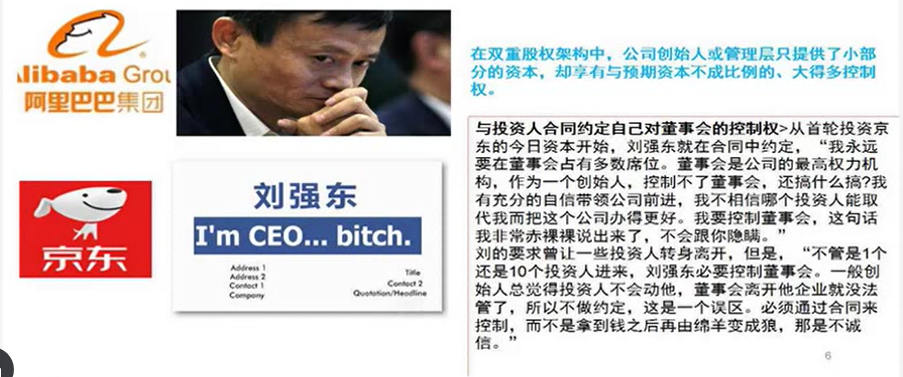 Alibaba Grou
阿里巴巴集团
在双重股权架构中，公司创始人或管理层只提供了小部
分的资本，却享有与预期资本不成比例的、大得多控制
权。
京东
刘强东
I'm CEO... bitch.
Address 1
Address 2
Contact 1
Company
Title
Contact 2
Quotation/Headline
与投资人合同约定自己对董事会的控制权>从首轮投资京
东的今日资本开始，刘强东就在合同中约定，“我永远
要在董事会占有多数席位。董事会是公司的最高权力机
构，作为一个创始人，控制不了董事会，还搞什么搞?我
有充分的自信带领公司前进，我不相信哪个投资人能取
代我而把这个公司办得更好。我要控制董事会，这句话
我非常赤裸裸说出来了，不会跟你隐瞒。”
刘的要求曾让一些投资人转身离开，但是，“不管是1个
还是10个投资人进来，刘强东必要控制董事会。一般创
始人总觉得投资人不会动他，董事会离开他企业就没法
管了，所以不做约定，这是一个误区。必须通过合同来
控制，而不是拿到钱之后再由绵羊变成狼，那是不诚
信。”
6